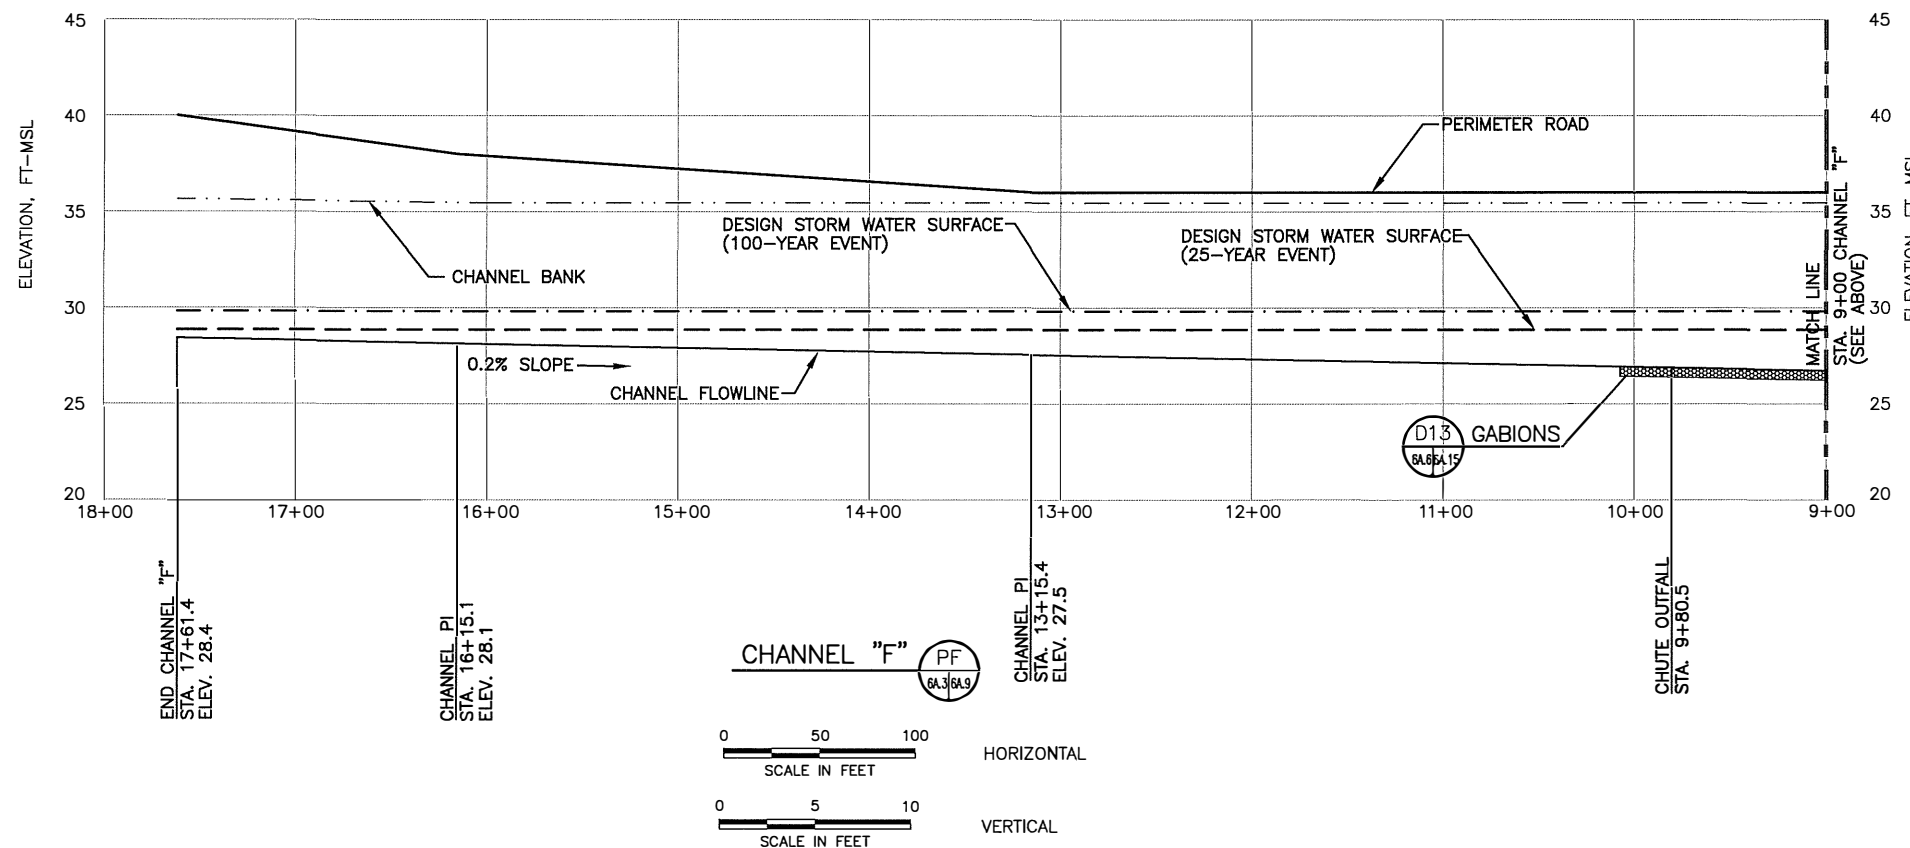 45
40
35
30
25
20
ELEVATION, FT-MSL
45
40
35
30
25
20
PERIMETER ROAD
DESIGN STORM WATER SURFACE
(100-YEAR EVENT)
DESIGN STORM WATER SURFACE
(25-YEAR EVENT)
CHANNEL BANK
0.2% SLOPE
CHANNEL FLOWLINE
D13
6A.6 6A.15
GABIONS
MATCH LINE
STA. 9+00 CHANNEL "F"
(SEE ABOVE)
18+00
17+00
16+00
15+00
14+00
13+00
12+00
11+00
10+00
9+00
END CHANNEL "F"
STA. 17+61.4
ELEV. 28.4
CHANNEL PI
STA. 16+15.1
ELEV. 28.1
CHANNEL PI
STA. 13+15.4
ELEV. 27.5
CHUTE OUTFALL
STA. 9+80.5
CHANNEL "F"
PF
6A.3 6A.9
0 50 100
SCALE IN FEET
HORIZONTAL
0 5 10
SCALE IN FEET
VERTICAL